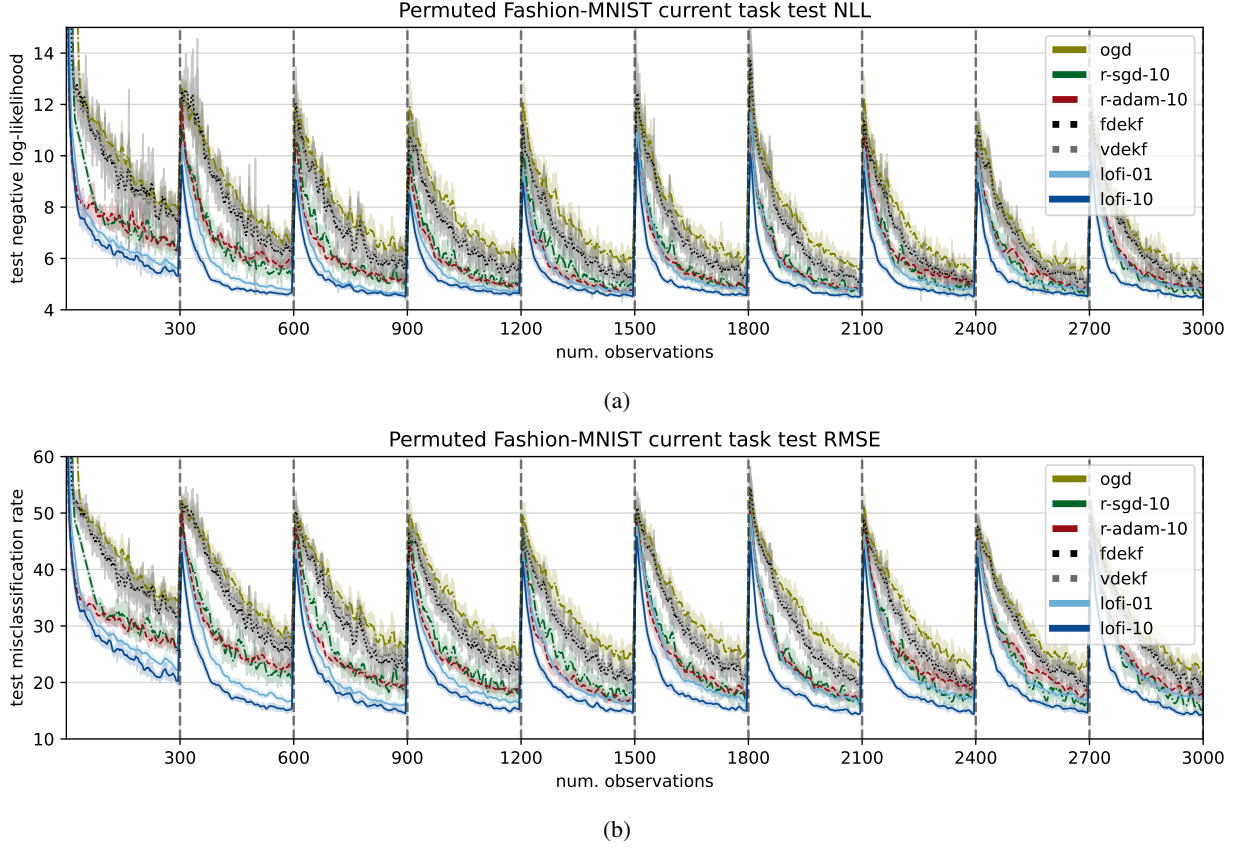 Permuted Fashion-MNIST current task test NLL
test negative log-likelihood
14
12
10
8
6
4
ogd
r-sgd-10
r-adam-10
fdekf
vdekf
lofi-01
lofi-10
300 600 900 1200 1500 1800 2100 2400 2700 3000
num. observations
(a)
Permuted Fashion-MNIST current task test RMSE
test misclassification rate
60
50
40
30
20
10
ogd
r-sgd-10
r-adam-10
fdekf
vdekf
lofi-01
lofi-10
300 600 900 1200 1500 1800 2100 2400 2700 3000
num. observations
(b)